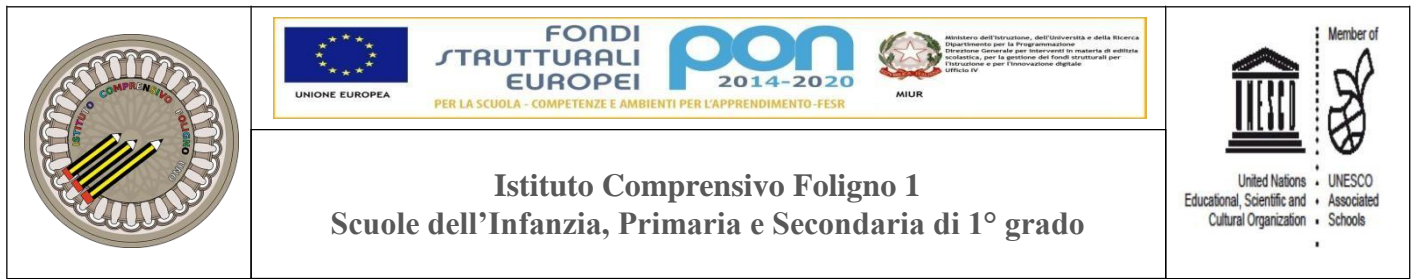 ISTITUTO COMPRENSIVO FOLIGNO UNO
UNIONE EUROPEA
FONDI
STRUTTURALI
EUROPEI
pon
2014-2020
PER LA SCUOLA - COMPETENZE E AMBIENTI PER L'APPRENDIMENTO-FESR
MIUR
Ministero dell'Istruzione, dell'Università e della Ricerca
Dipartimento per la Programmazione
Direzione Generale per interventi in materia di edilizia
scolastica, per la gestione dei fondi strutturali per
l'istruzione e per l'innovazione digitale
Ufficio IV
Istituto Comprensivo Foligno 1
Scuole dell'Infanzia, Primaria e Secondaria di 1° grado
Member of
UNESCO
United Nations
Educational, Scientific and
Cultural Organization
UNESCO
Associated
Schools